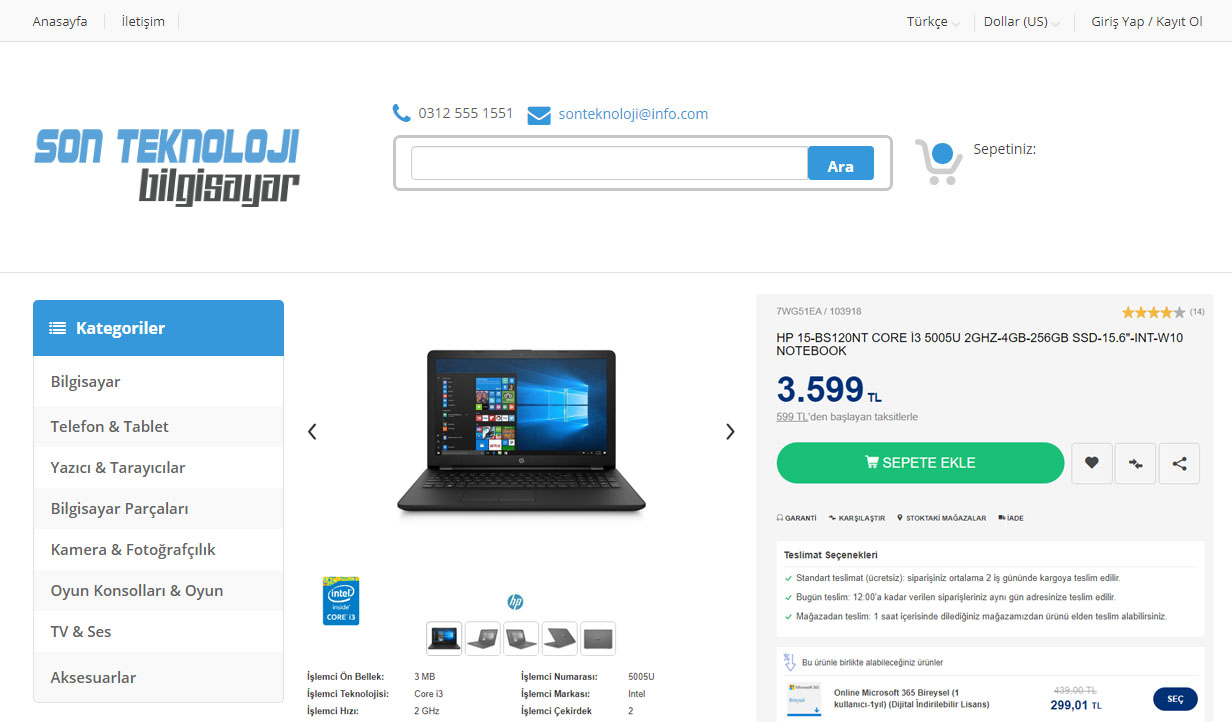 Anasayfa
İletişim
Türkçe
Dollar (US)
Giriş Yap / Kayıt Ol
SON TEKNOLOJI
bilgisayar
0312 555 1551
sonteknoloji@info.com
Ara
Sepetiniz:
Kategoriler
Bilgisayar
Telefon & Tablet
Yazıcı & Tarayıcılar
Bilgisayar Parçaları
Kamera & Fotoğrafçılık
Oyun Konsolları & Oyun
TV & Ses
Aksesuarlar
intel
inside
CORE i3
hp
İşlemci Ön Bellek: 3 MB
İşlemci Numarası: 5005U
İşlemci Teknolojisi: Core i3
İşlemci Markası: Intel
İşlemci Hızı: 2 GHz
İşlemci Çekirdek 2
7WG51EA / 103918
(14)
HP 15-BS120NT CORE İ3 5005U 2GHZ-4GB-256GB SSD-15.6"-INT-W10
NOTEBOOK
3.599 TL
599 TL'den başlayan taksitlerle
SEPETE EKLE
GARANTİ
KARŞILAŞTIR
STOKTAKİ MAĞAZALAR
İADE
Teslimat Seçenekleri
Standart teslimat (ücretsiz): siparişiniz ortalama 2 iş gününde kargoya teslim edilir.
Bugün teslim: 12:00'a kadar verilen siparişleriniz aynı gün adresinize teslim edilir.
Mağazadan teslim: 1 saat içerisinde dilediğiniz mağazamızdan ürünü elden teslim alabilirsiniz.
Bu ürünle birlikte alabileceğiniz ürünler
Microsoft 365
Bireysel
Online Microsoft 365 Bireysel (1
kullanıcı-1yıl) (Dijital İndirilebilir Lisans)
439,00 TL
299,01 TL
SEÇ